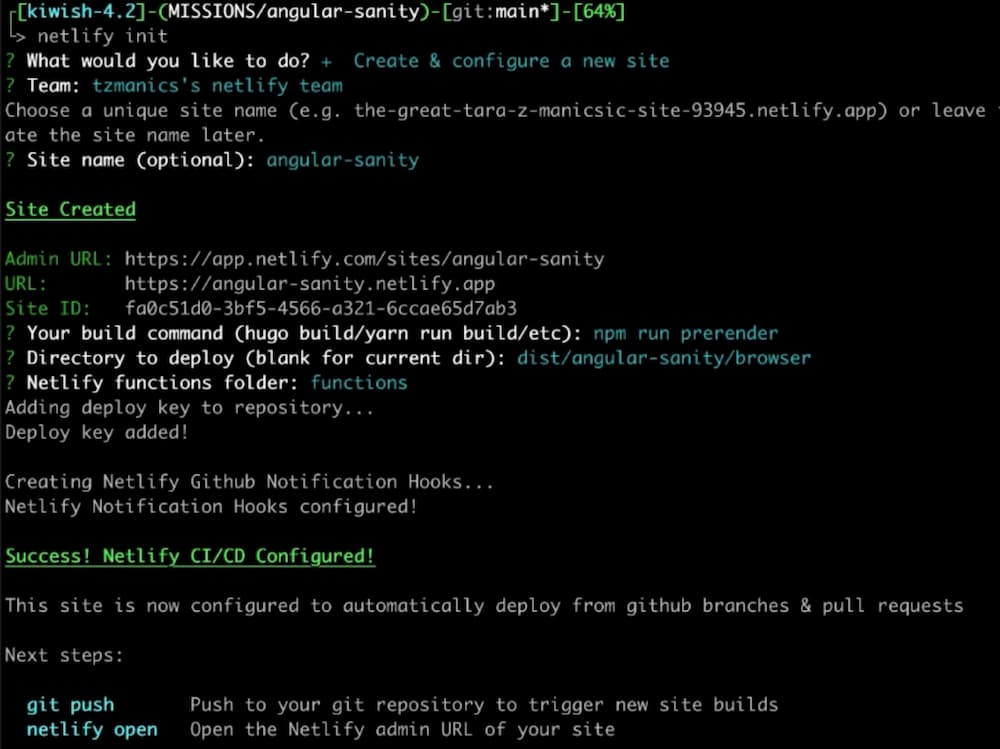 [kiwish-4.2]-(MISSIONS/angular-sanity)-[git:main*]-[64%]
└> netlify init
? What would you like to do? + Create & configure a new site
? Team: tzmanics's netlify team
Choose a unique site name (e.g. the-great-tara-z-manicsic-site-93945.netlify.app) or leave
ate the site name later.
? Site name (optional): angular-sanity
Site Created
Admin URL: https://app.netlify.com/sites/angular-sanity
URL: https://angular-sanity.netlify.app
Site ID: fa0c51d0-3bf5-4566-a321-6ccae65d7ab3
? Your build command (hugo build/yarn run build/etc): npm run prerender
? Directory to deploy (blank for current dir): dist/angular-sanity/browser
? Netlify functions folder: functions
Adding deploy key to repository...
Deploy key added!
Creating Netlify Github Notification Hooks...
Netlify Notification Hooks configured!
Success! Netlify CI/CD Configured!
This site is now configured to automatically deploy from github branches & pull requests
Next steps:
git push Push to your git repository to trigger new site builds
netlify open Open the Netlify admin URL of your site